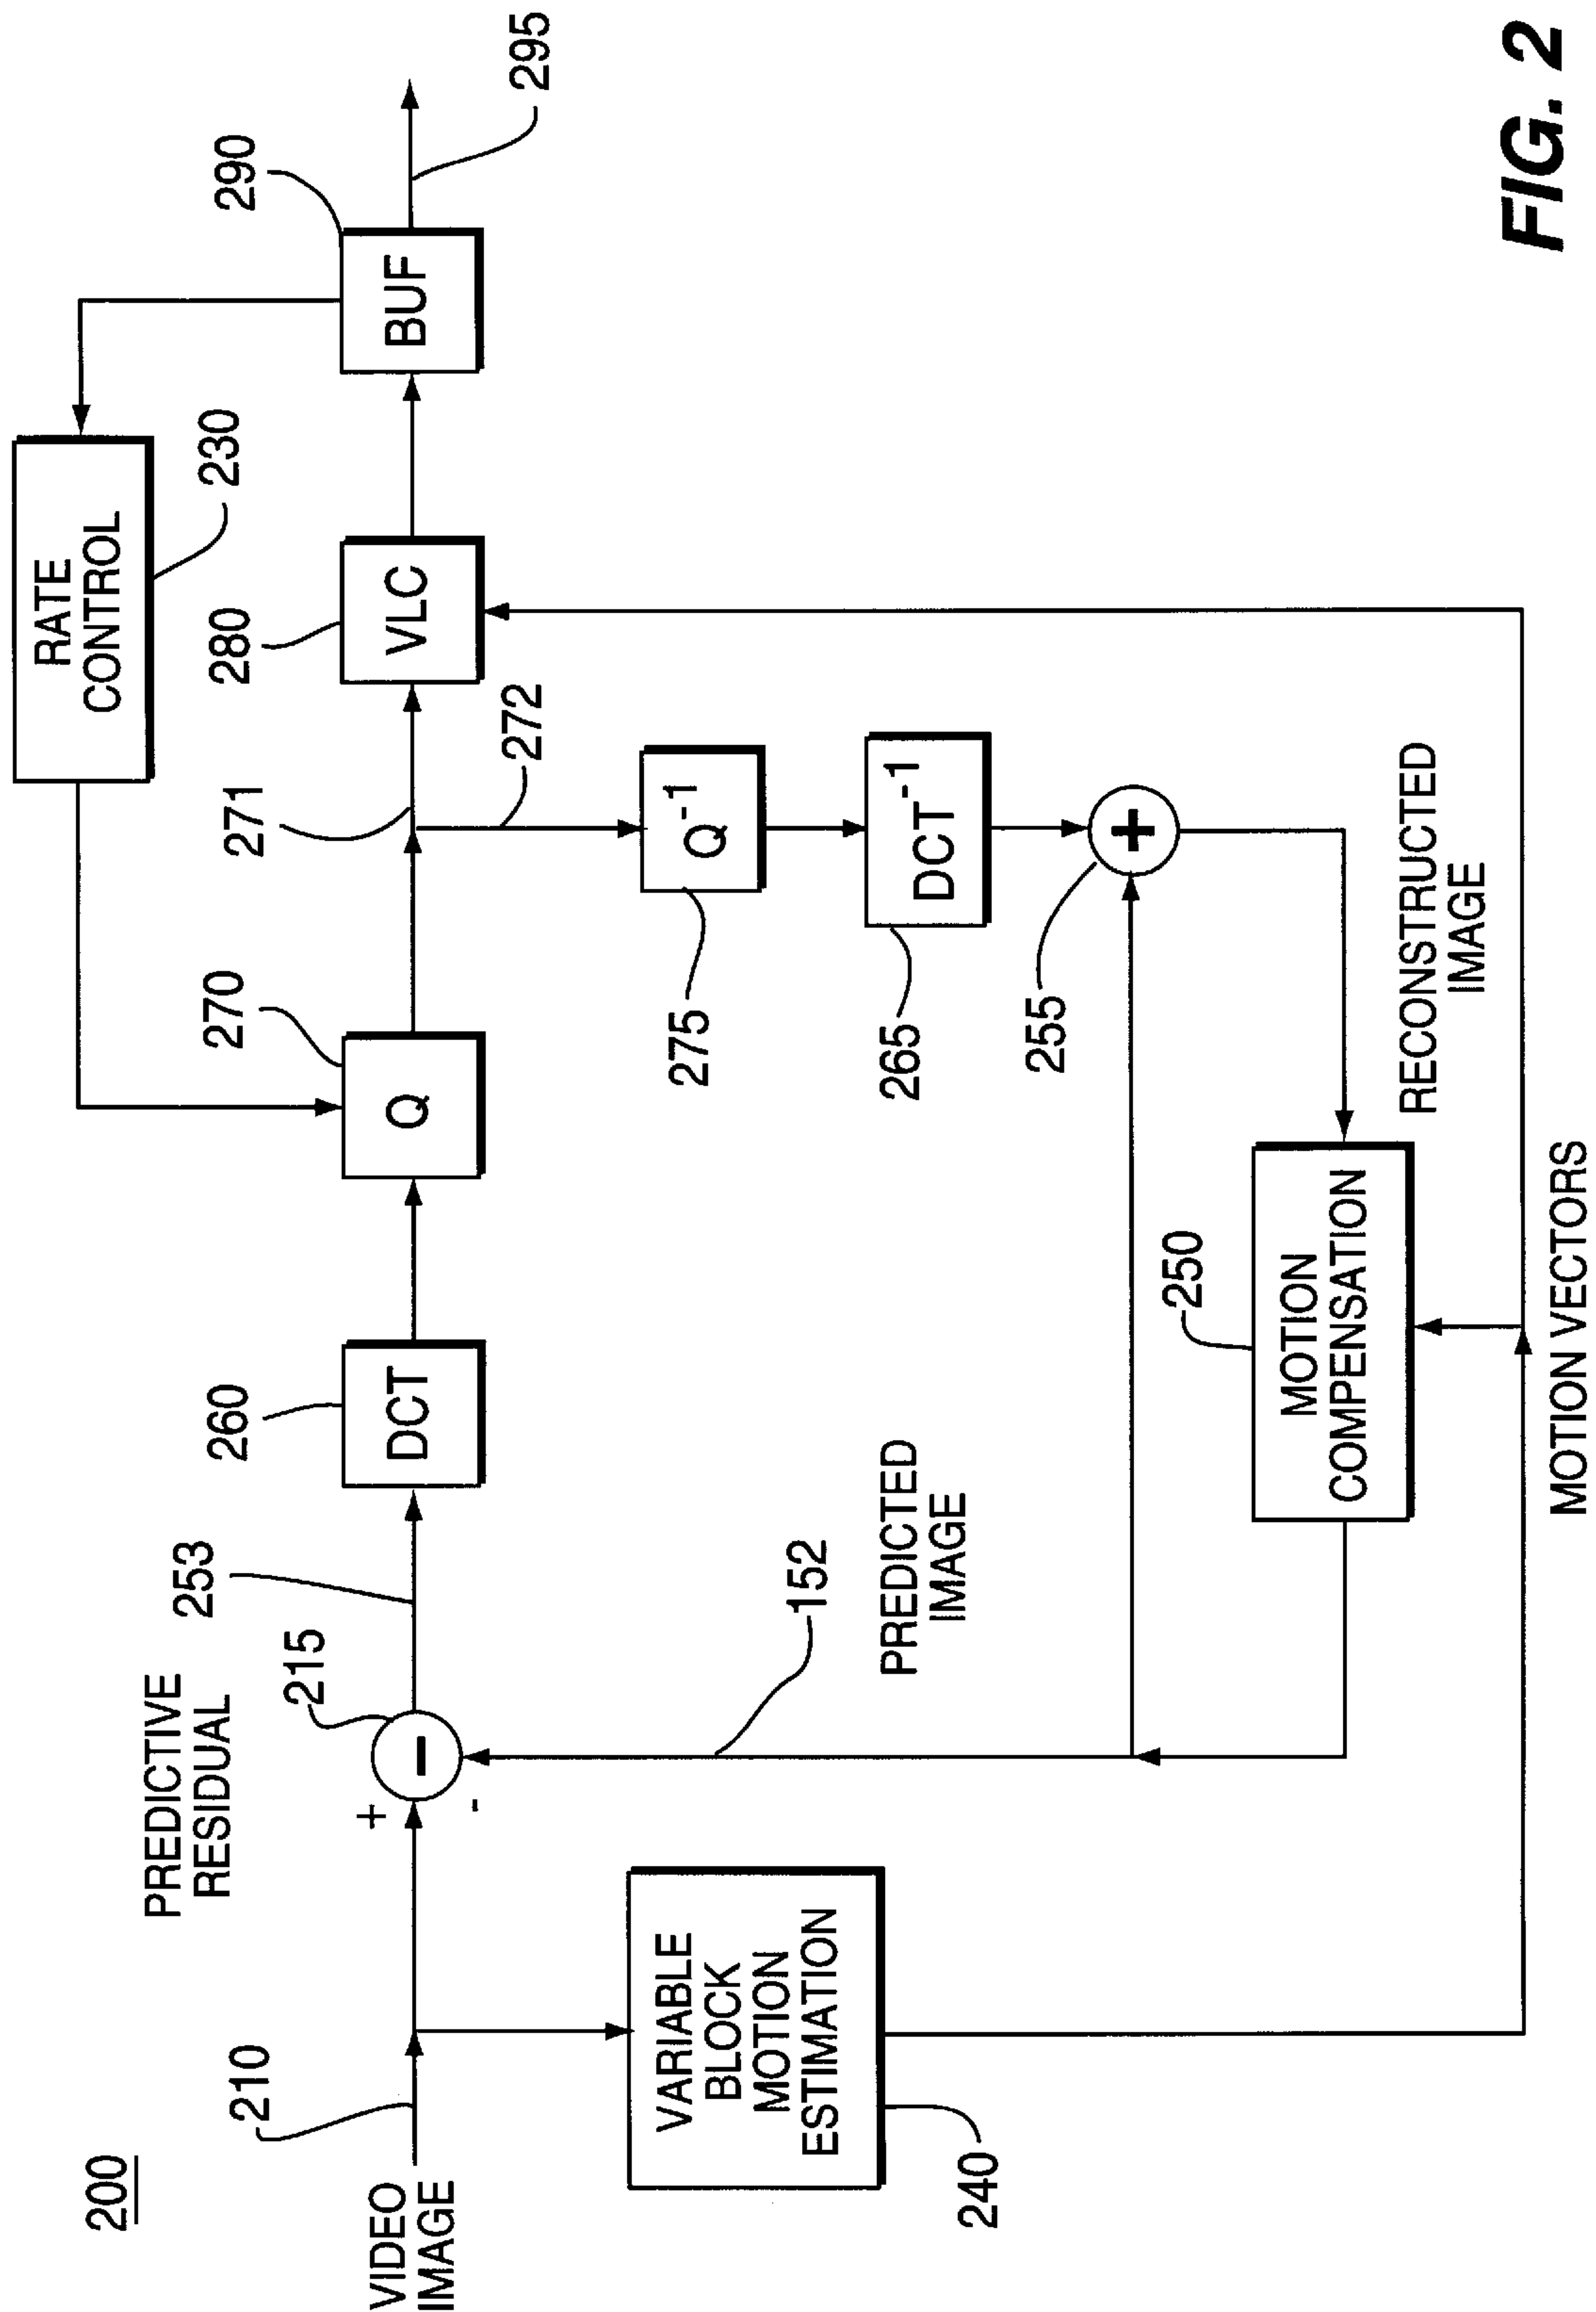 200
RATE
CONTROL
230
290
BUF
295
280
VLC
271
272
270
Q
260
DCT
PREDICTIVE
RESIDUAL
253
215
+
-
−
210
VIDEO
IMAGE
Q-1
275
DCT-1
265
+
255
VARIABLE
BLOCK
MOTION
ESTIMATION
240
152
PREDICTED
IMAGE
250
MOTION
COMPENSATION
RECONSTRUCTED
IMAGE
MOTION VECTORS
FIG. 2